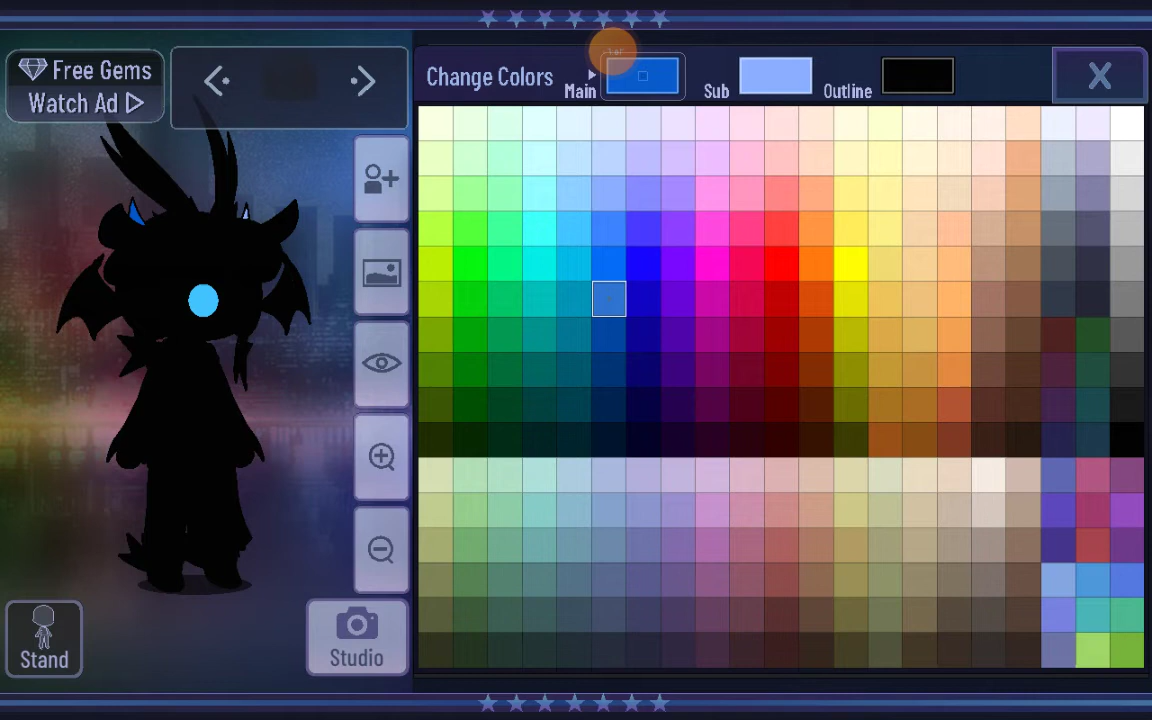 Free Gems
Watch Ad
Change Colors
Main
Sub
Outline
X
Stand
Studio